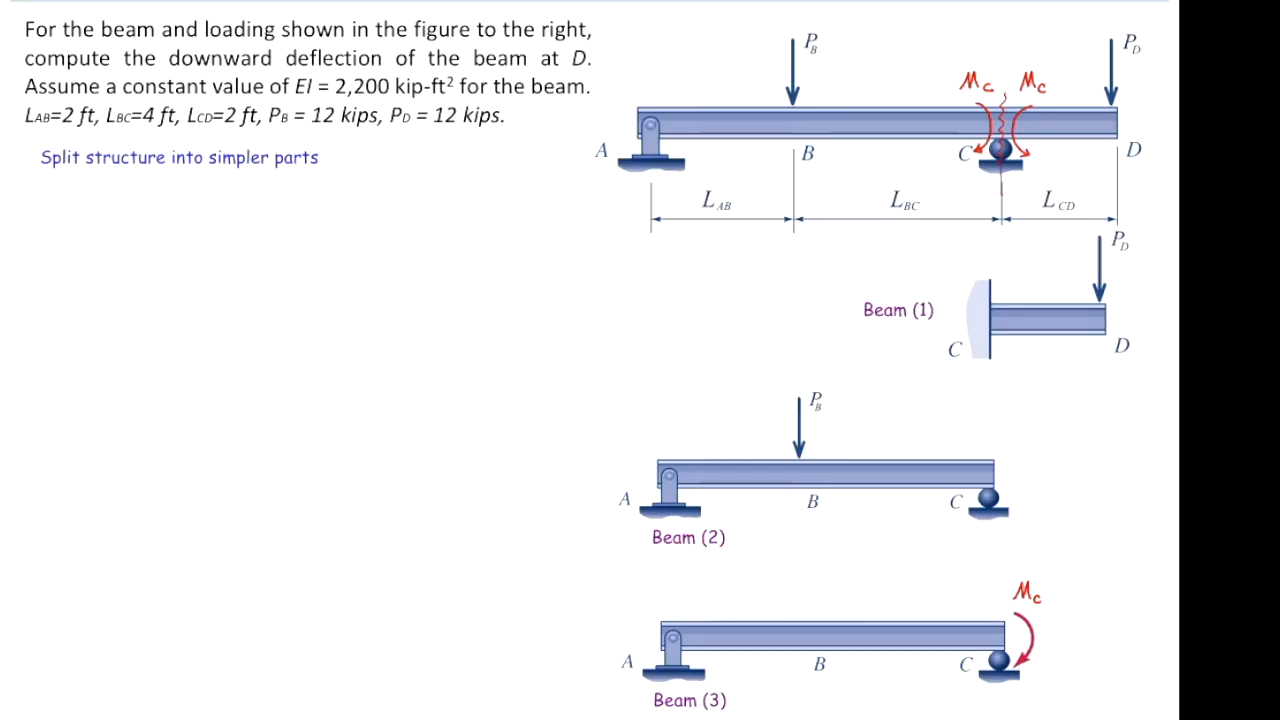 For the beam and loading shown in the figure to the right,
compute the downward deflection of the beam at D.
Assume a constant value of EI = 2,200 kip-ft² for the beam.
LAB=2 ft, LBC=4 ft, LCD=2 ft, PB = 12 kips, PD = 12 kips.
Split structure into simpler parts
PB
PD
Mc Mc
A
B
C
D
LAB
LBC
LCD
PD
Beam (1)
C
D
PB
A
B
C
Beam (2)
Mc
A
B
C
Beam (3)